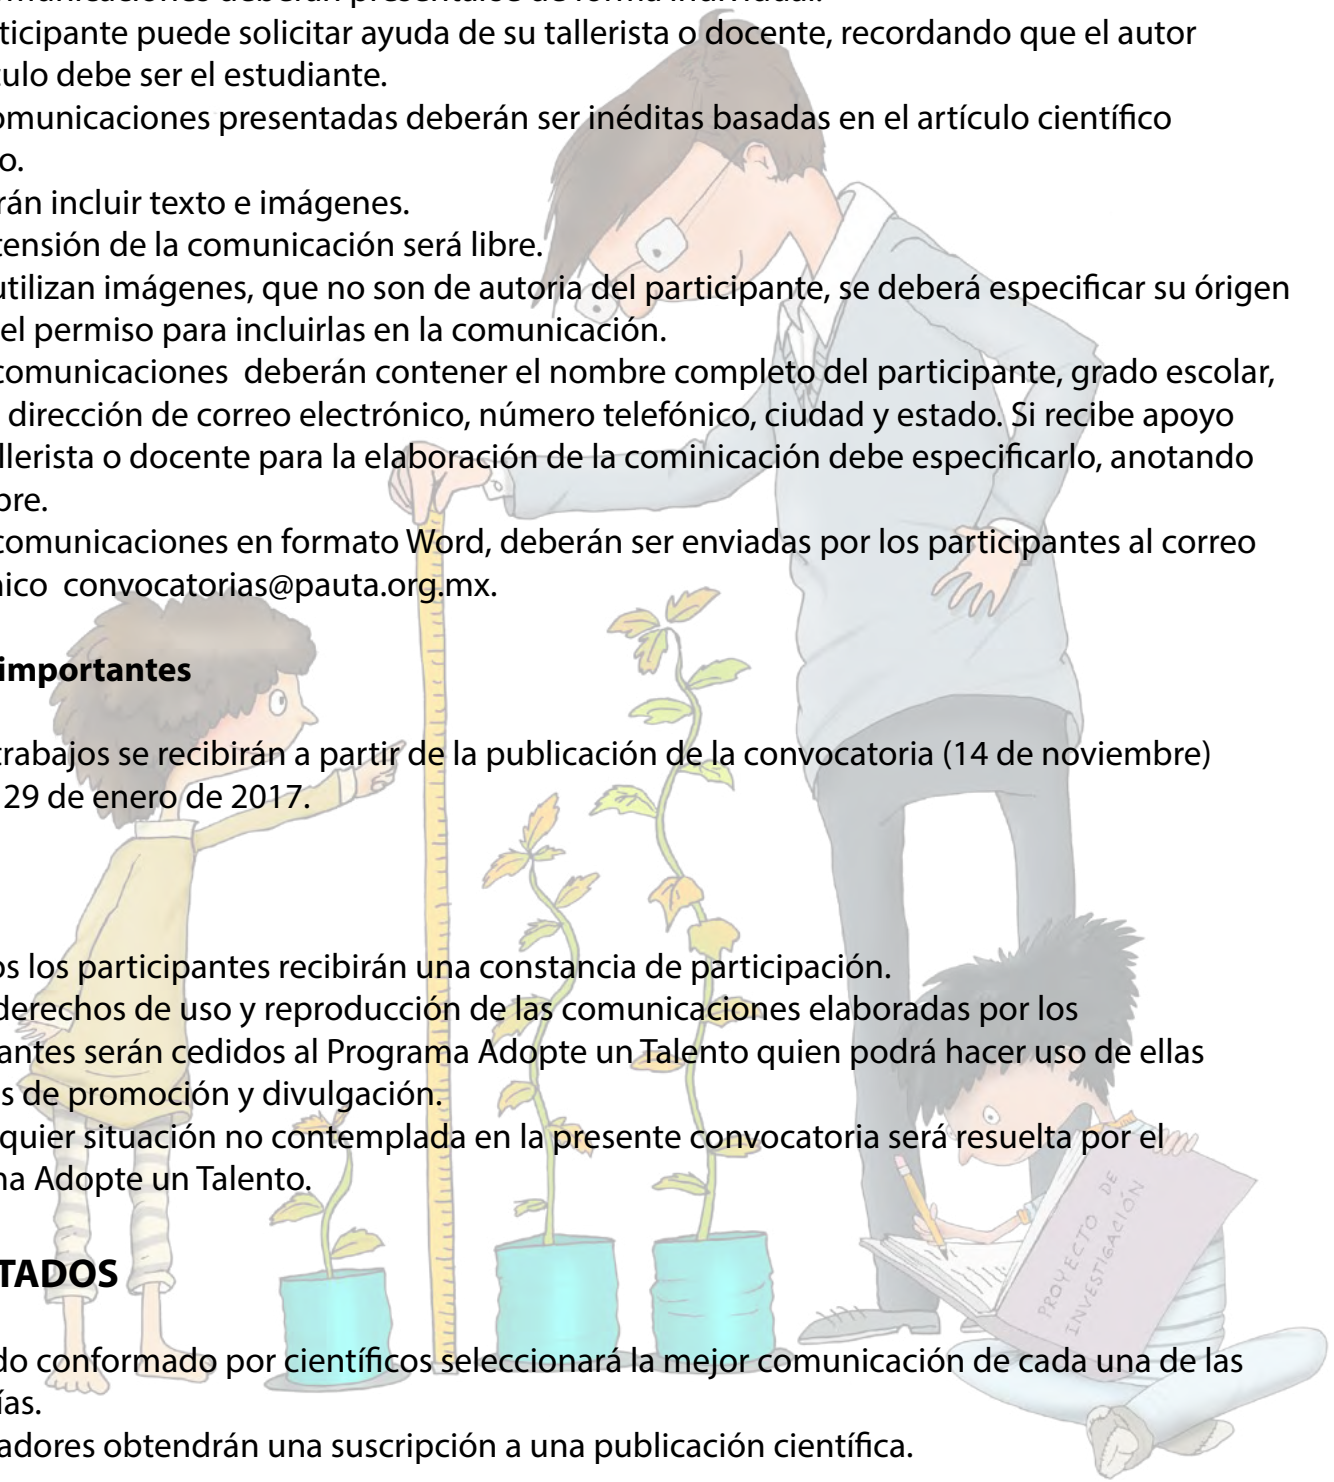 municaciones deberán presentalos de forma individual.
ticipante puede solicitar ayuda de su tallerista o docente, recordando que el autor
tulo debe ser el estudiante.
omunicaciones presentadas deberán ser inéditas basadas en el artículo científico
o.
rán incluir texto e imágenes.
tensión de la comunicación será libre.
utilizan imágenes, que no son de autoria del participante, se deberá especificar su órigen
el permiso para incluirlas en la comunicación.
comunicaciones deberán contener el nombre completo del participante, grado escolar,
dirección de correo electrónico, número telefónico, ciudad y estado. Si recibe apoyo
llerista o docente para la elaboración de la cominicación debe especificarlo, anotando
bre.
comunicaciones en formato Word, deberán ser enviadas por los participantes al correo
nico convocatorias@pauta.org.mx.
importantes
trabajos se recibirán a partir de la publicación de la convocatoria (14 de noviembre)
29 de enero de 2017.
os los participantes recibirán una constancia de participación.
derechos de uso y reproducción de las comunicaciones elaboradas por los
antes serán cedidos al Programa Adopte un Talento quien podrá hacer uso de ellas
s de promoción y divulgación.
quier situación no contemplada en la presente convocatoria será resuelta por el
na Adopte un Talento.
PROYECTO DE
INVESTIGACIÓN
TADOS
do conformado por científicos seleccionará la mejor comunicación de cada una de las
ías.
adores obtendrán una suscripción a una publicación científica.